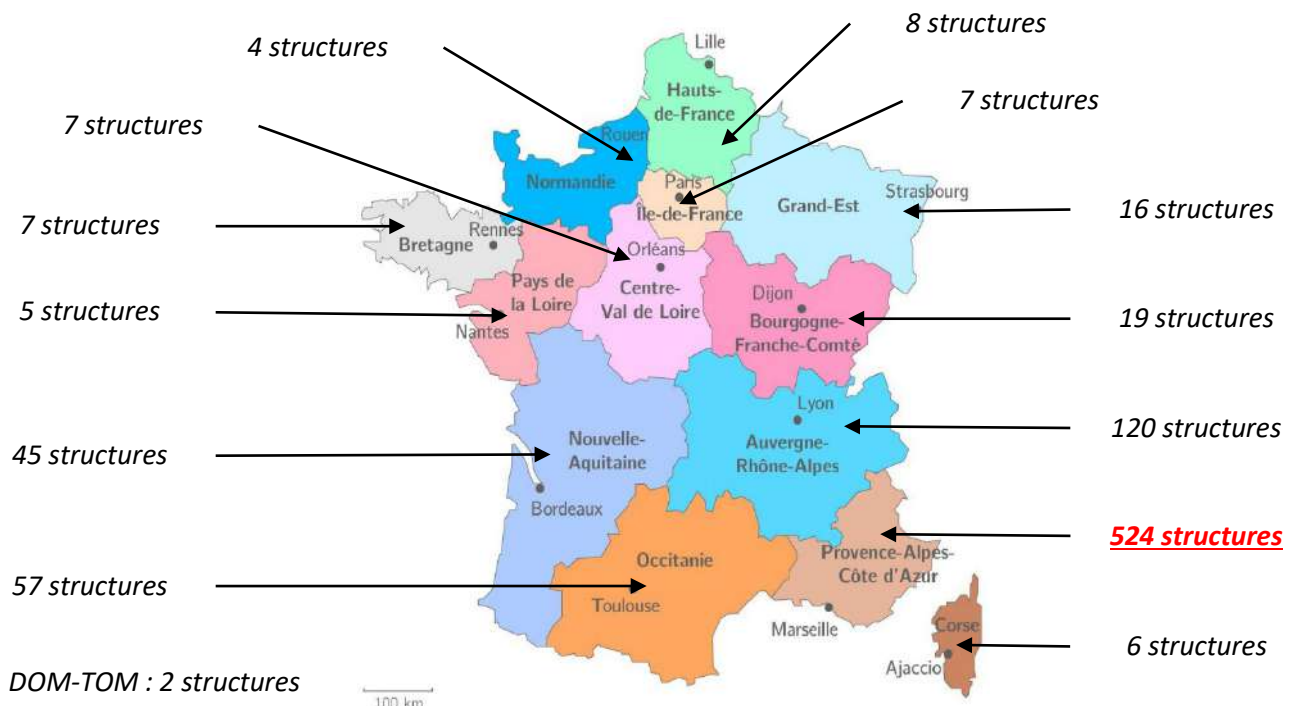 8 structures
4 structures
Lille
Hauts-
de-France
7 structures
7 structures
Rouen
Normandie
Paris
Île-de-France
Grand-Est
Strasbourg
16 structures
7 structures
Rennes
Bretagne
Orléans
Centre-
Val de Loire
Pays de
la Loire
Nantes
5 structures
Dijon
Bourgogne-
Franche-Comté
19 structures
Lyon
Auvergne-
Rhône-Alpes
120 structures
45 structures
Nouvelle-
Aquitaine
Bordeaux
524 structures
Provence-Alpes-
Côte d'Azur
Occitanie
57 structures
Toulouse
Marseille
Corse
Ajaccio
6 structures
DOM-TOM : 2 structures
100 km